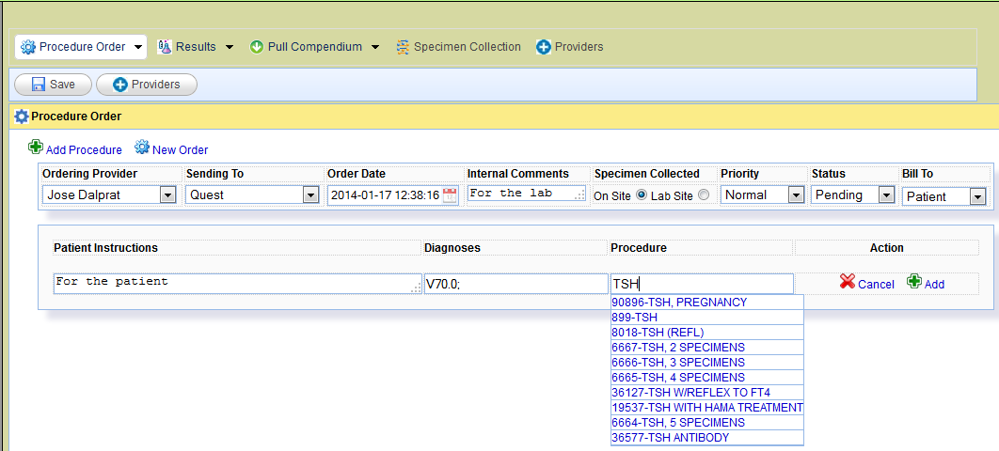 Procedure Order Results Pull Compendium Specimen Collection Providers
Save Providers
Procedure Order
Add Procedure New Order
Ordering Provider Sending To Order Date Internal Comments Specimen Collected Priority Status Bill To
Jose Dalprat Quest 2014-01-17 12:38:16 For the lab On Site Lab Site Normal Pending Patient
Patient Instructions Diagnoses Procedure Action
For the patient V70.0; TSH Cancel Add
90896-TSH, PREGNANCY
899-TSH
8018-TSH (REFL)
6667-TSH, 2 SPECIMENS
6666-TSH, 3 SPECIMENS
6665-TSH, 4 SPECIMENS
36127-TSH W/REFLEX TO FT4
19537-TSH WITH HAMA TREATMENT
6664-TSH, 5 SPECIMENS
36577-TSH ANTIBODY